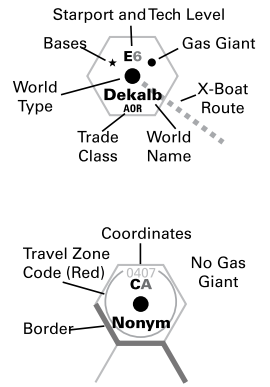 Starport and Tech Level
Bases
Gas Giant
E6
World
Type
X-Boat
Route
Dekalb
AOR
Trade
Class
World
Name
Coordinates
Travel Zone
Code (Red)
No Gas
Giant
0407
CA
Border
Nonym